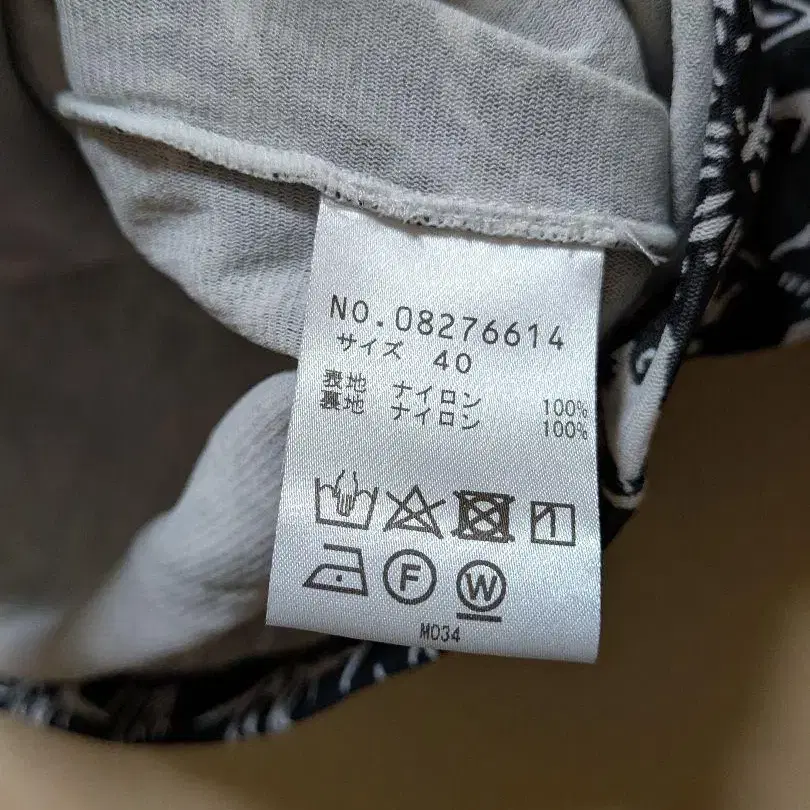 NO.08276614
サイズ 40
表地 ナイロン 100%
裏地 ナイロン 100%
F W
M034